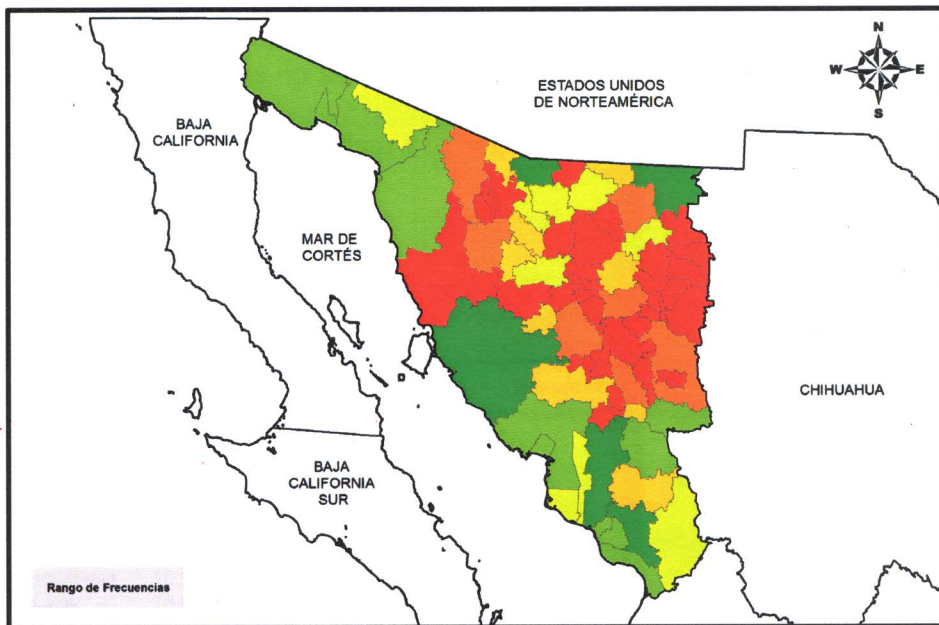 N
W E
S
ESTADOS UNIDOS
DE NORTEAMÉRICA
BAJA
CALIFORNIA
MAR DE
CORTÉS
CHIHUAHUA
BAJA
CALIFORNIA
SUR
Rango de Frecuencias